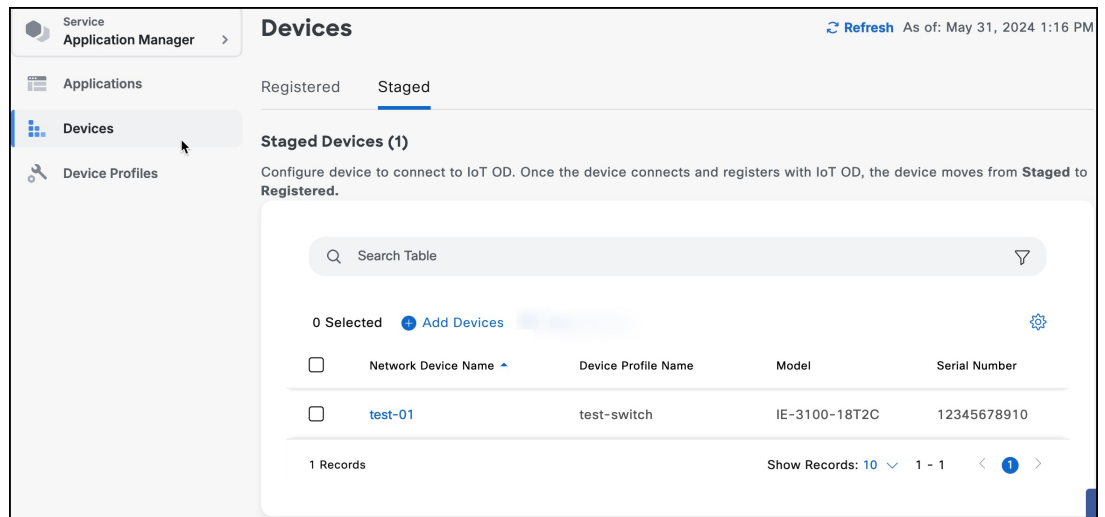 Service
Application Manager
Applications
Devices
Device Profiles
Devices
Refresh As of: May 31, 2024 1:16 PM
Registered Staged
Staged Devices (1)
Configure device to connect to IoT OD. Once the device connects and registers with IoT OD, the device moves from Staged to
Registered.
Search Table
0 Selected Add Devices
Network Device Name Device Profile Name Model Serial Number
test-01 test-switch IE-3100-18T2C 12345678910
1 Records Show Records: 10 1 - 1 1